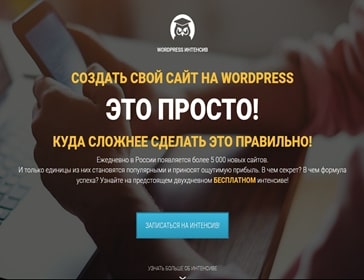 WORDPRESS ИНТЕНСИВ
СОЗДАТЬ СВОЙ САЙТ НА WORDPRESS
ЭТО ПРОСТО!
КУДА СЛОЖНЕЕ СДЕЛАТЬ ЭТО ПРАВИЛЬНО!
Ежедневно в России появляется более 5 000 новых сайтов.
И только единицы из них становятся популярными и приносят ощутимую прибыль. В чем секрет? В чем формула
успеха? Узнайте на предстоящем двухдневном БЕСПЛАТНОМ интенсиве!
ЗАПИСАТЬСЯ НА ИНТЕНСИВ!
УЗНАТЬ БОЛЬШЕ ОБ ИНТЕНСИВЕ!